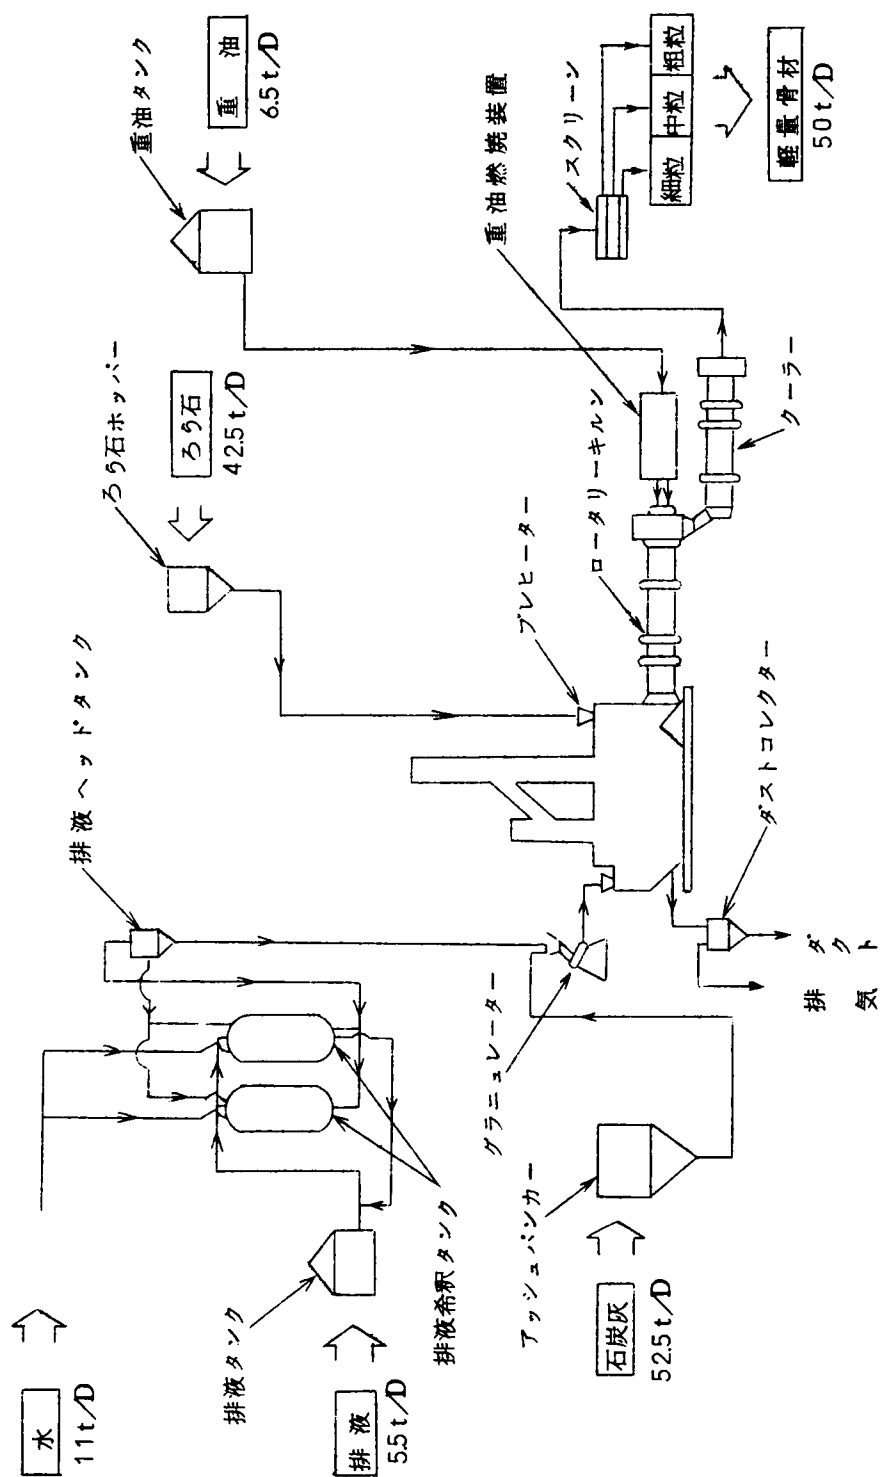 水
11t/D
排液
5.5t/D
石炭灰
52.5t/D
排液タンク
排液希釈タンク
アッシュバンカー
グラニュレーター
排液ヘッドタンク
ろう石ホッパー
ろう石
42.5t/D
重油タンク
重油
6.5t/D
プレヒーター
ロータリーキルン
重油燃焼装置
クーラー
スクリーン
細粒
中粒
粗粒
軽量骨材
50t/D
ダストコレクター
排気
ダクト